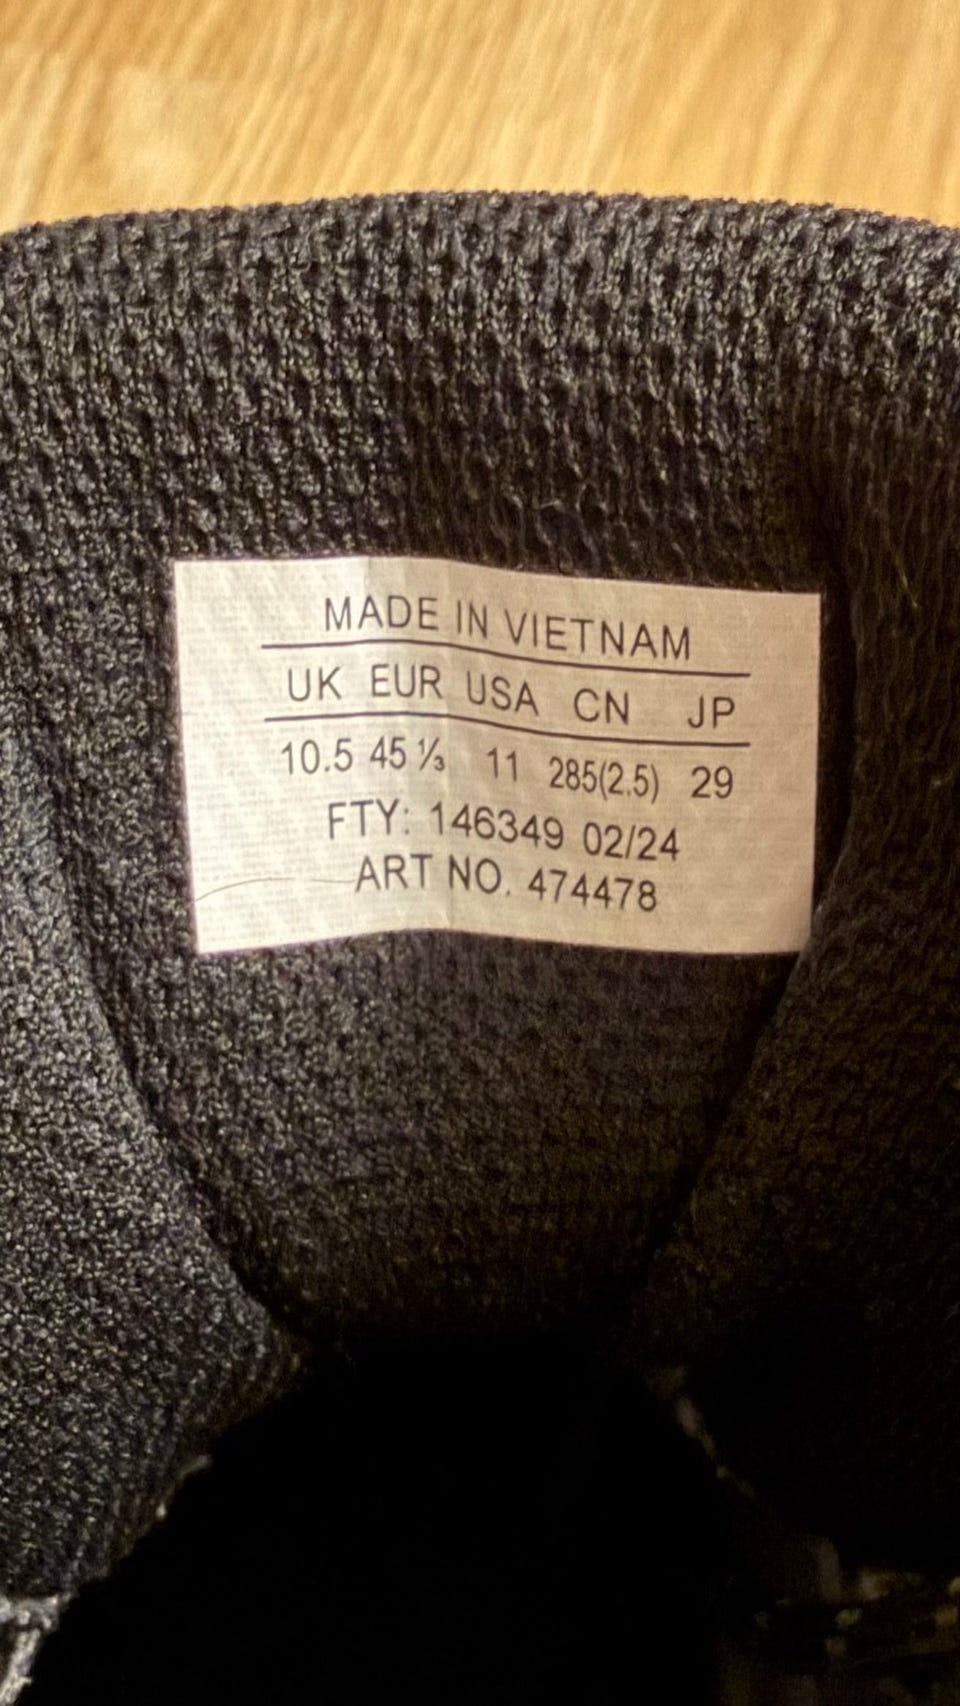 MADE IN VIETNAM
UK EUR USA CN JP
10.5 45 ⅓ 11 285(2.5) 29
FTY: 146349 02/24
ART NO. 474478